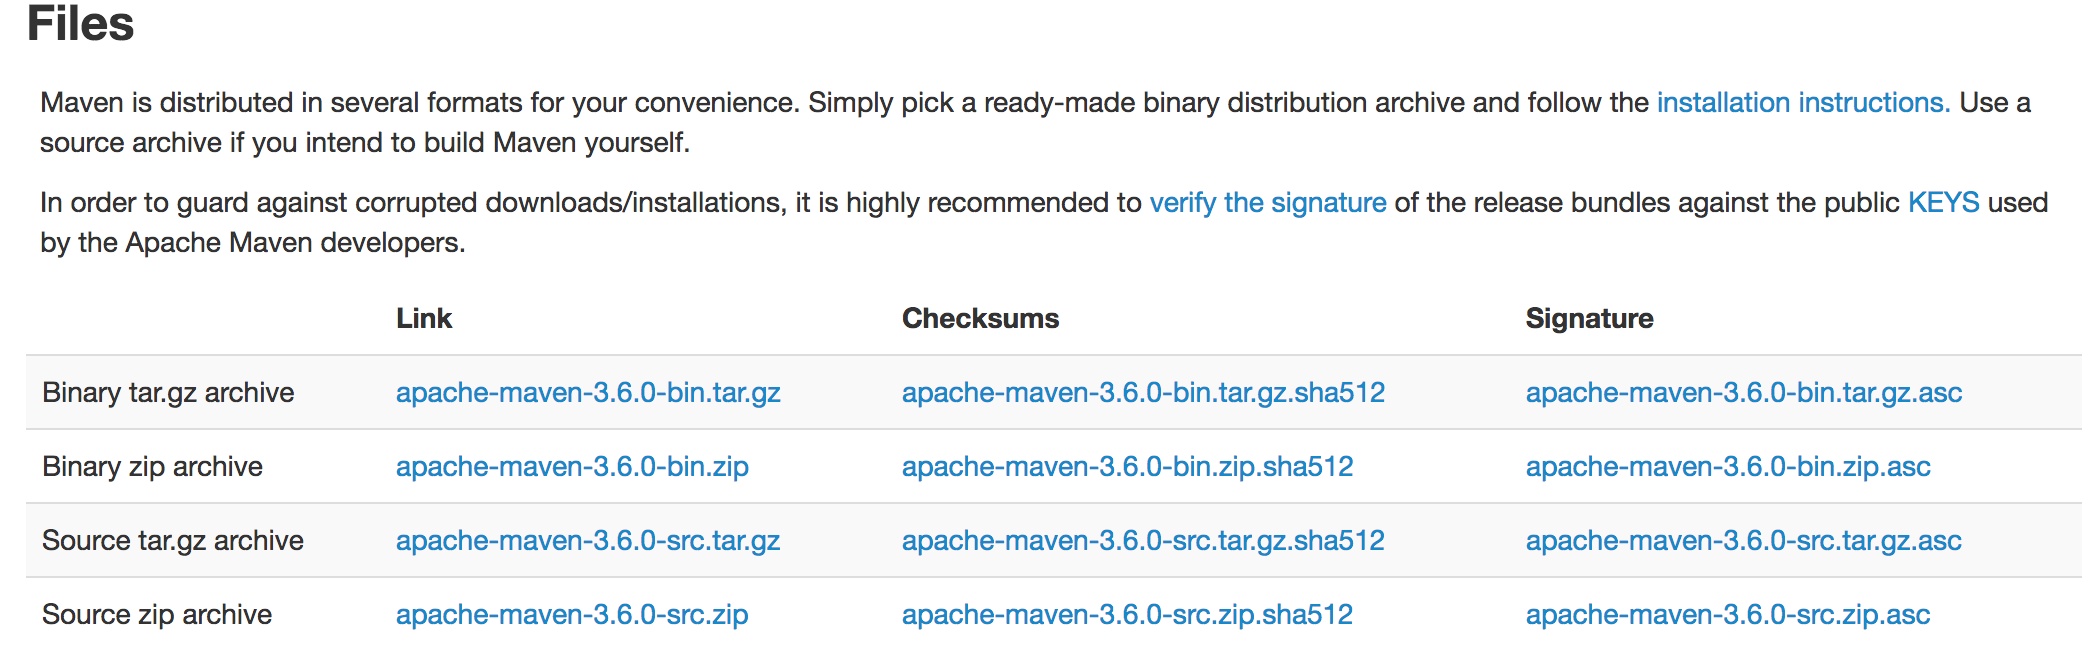 Files
Maven is distributed in several formats for your convenience. Simply pick a ready-made binary distribution archive and follow the installation instructions. Use a
source archive if you intend to build Maven yourself.
In order to guard against corrupted downloads/installations, it is highly recommended to verify the signature of the release bundles against the public KEYS used
by the Apache Maven developers.
Link Checksums Signature
Binary tar.gz archive apache-maven-3.6.0-bin.tar.gz apache-maven-3.6.0-bin.tar.gz.sha512 apache-maven-3.6.0-bin.tar.gz.asc
Binary zip archive apache-maven-3.6.0-bin.zip apache-maven-3.6.0-bin.zip.sha512 apache-maven-3.6.0-bin.zip.asc
Source tar.gz archive apache-maven-3.6.0-src.tar.gz apache-maven-3.6.0-src.tar.gz.sha512 apache-maven-3.6.0-src.tar.gz.asc
Source zip archive apache-maven-3.6.0-src.zip apache-maven-3.6.0-src.zip.sha512 apache-maven-3.6.0-src.zip.asc